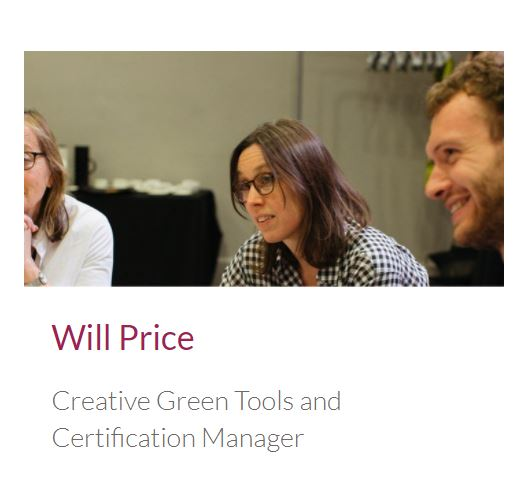 Will Price
Creative Green Tools and
Certification Manager